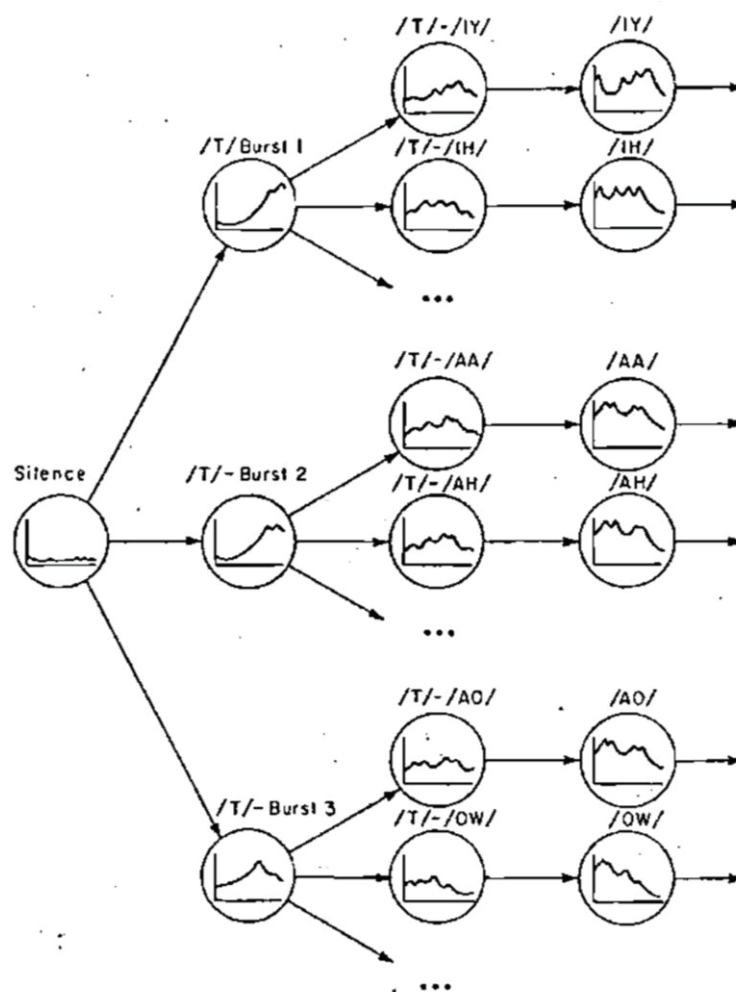 /T/-/IY/ /IY/
/T/Burst 1 /T/-/IH/ /IH/
...
/T/-/AA/ /AA/
Silence /T/-Burst 2 /T/-/AH/ /AH/
...
/T/-/AO/ /AO/
/T/-Burst 3 /T/-/OW/ /OW/
...